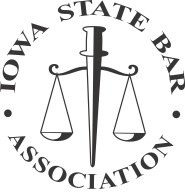 • IOWA STATE BAR •
ASSOCIATION